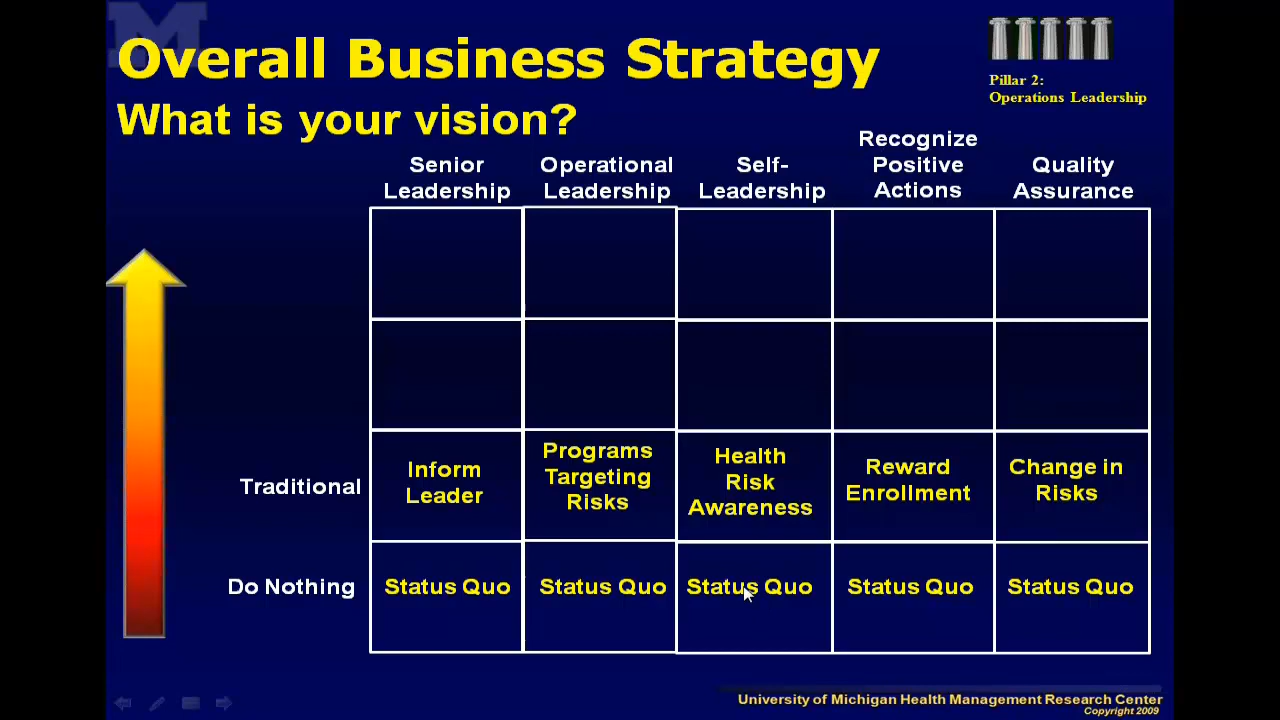 M
Overall Business Strategy
What is your vision?
Pillar 2:
Operations Leadership
Senior
Leadership
Operational
Leadership
Self-
Leadership
Recognize
Positive
Actions
Quality
Assurance
Traditional
Inform
Leader
Programs
Targeting
Risks
Health
Risk
Awareness
Reward
Enrollment
Change in
Risks
Do Nothing
Status Quo
Status Quo
Status Quo
Status Quo
Status Quo
University of Michigan Health Management Research Center
Copyright 2009